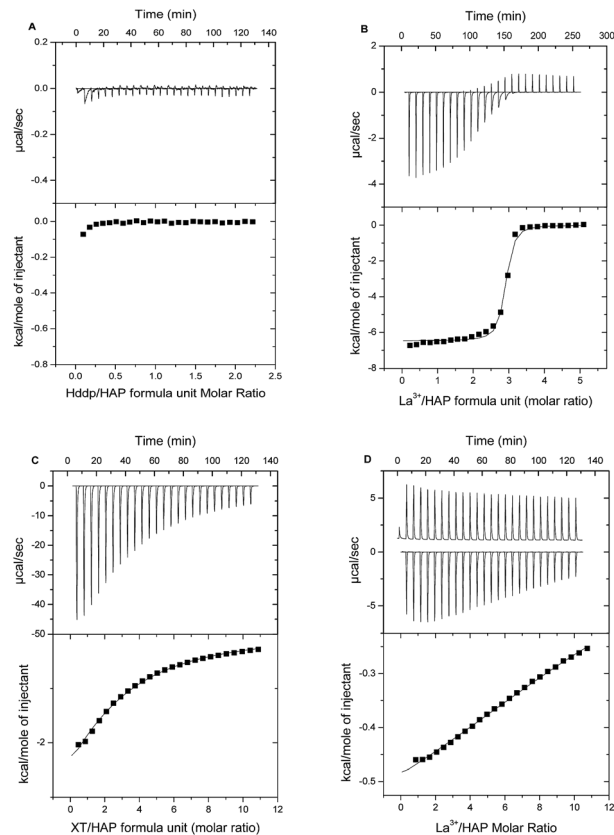 Time (min)
0 20 40 60 80 100 120 140
A
0.2
0.0
-0.2
-0.4
µcal/sec
0.0
-0.2
-0.4
-0.6
-0.8
kcal/mole of injectant
0.0 0.5 1.0 1.5 2.0 2.5
Hddp/HAP formula unit Molar Ratio
Time (min)
0 50 100 150 200 250 300
B
2
0
-2
-4
µcal/sec
0
-2
-4
-6
-8
kcal/mole of injectant
0 1 2 3 4 5
La³⁺/HAP formula unit (molar ratio)
Time (min)
0 20 40 60 80 100 120 140
C
0
-10
-20
-30
-40
-50
µcal/sec
-2
kcal/mole of injectant
0 2 4 6 8 10 12
XT/HAP formula unit (molar ratio)
Time (min)
0 20 40 60 80 100 120 140
D
5
0
-5
µcal/sec
-0.3
-0.4
-0.5
kcal/mole of injectant
0 2 4 6 8 10 12
La³⁺/HAP Molar Ratio